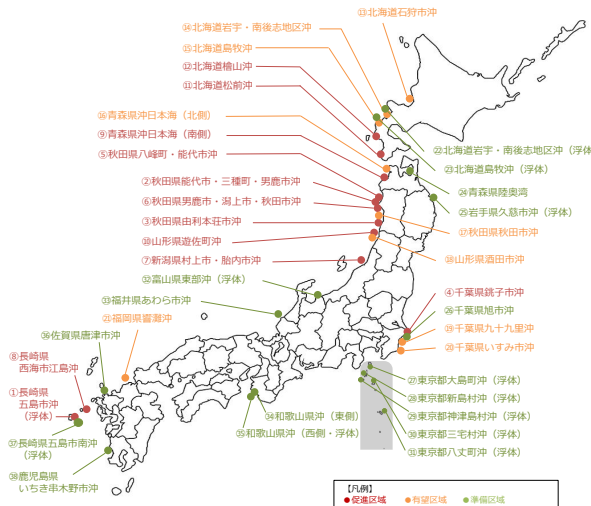 ⑬北海道石狩市沖
⑭北海道岩宇・南後志地区沖
⑮北海道島牧沖
⑫北海道檜山沖
⑪北海道松前沖
⑯青森県沖日本海（北側）
⑨青森県沖日本海（南側）
⑤秋田県八峰町・能代市沖
②秋田県能代市・三種町・男鹿市沖
⑥秋田県男鹿市・潟上市・秋田市沖
③秋田県由利本荘市沖
⑩山形県遊佐町沖
⑦新潟県村上市・胎内市沖
㉜富山県東部沖（浮体）
㉝福井県あわら市沖
㉑福岡県響灘沖
㊱佐賀県唐津市沖
⑧長崎県
西海市江島沖
①長崎県
五島市沖
（浮体）
㊲長崎県五島市南沖
（浮体）
㊳鹿児島県
いちき串木野市沖
㉒北海道岩宇・南後志地区沖（浮体
㉓北海道島牧沖（浮体）
㉔青森県陸奥湾
㉕岩手県久慈市沖（浮体）
⑰秋田県秋田市沖
⑱山形県酒田市沖
④千葉県銚子市沖
㉖千葉県旭市沖
⑲千葉県九十九里沖
⑳千葉県いすみ市沖
㉗東京都大島町沖（浮体）
㉘東京都新島村沖（浮体）
㉙東京都神津島村沖（浮体）
㉚東京都三宅村沖（浮体）
㉛東京都八丈町沖（浮体）
㉞和歌山県沖（東側）
㉟和歌山県沖（西側・浮体）
【凡例】
●促進区域 ●有望区域 ●準備区域